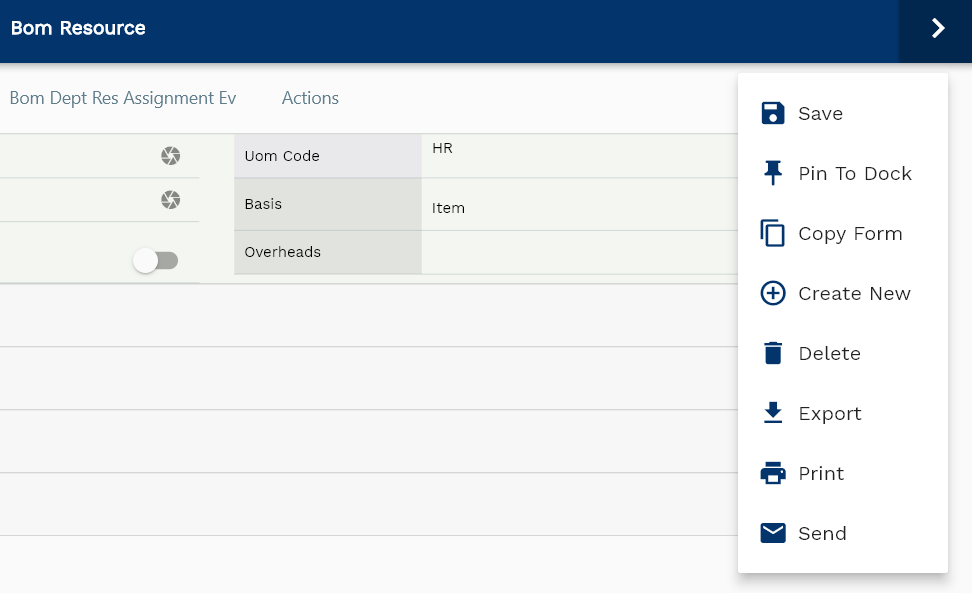 Bom Resource
Bom Dept Res Assignment Ev
Actions
Uom Code
HR
Basis
Item
Overheads
Save
Pin To Dock
Copy Form
Create New
Delete
Export
Print
Send